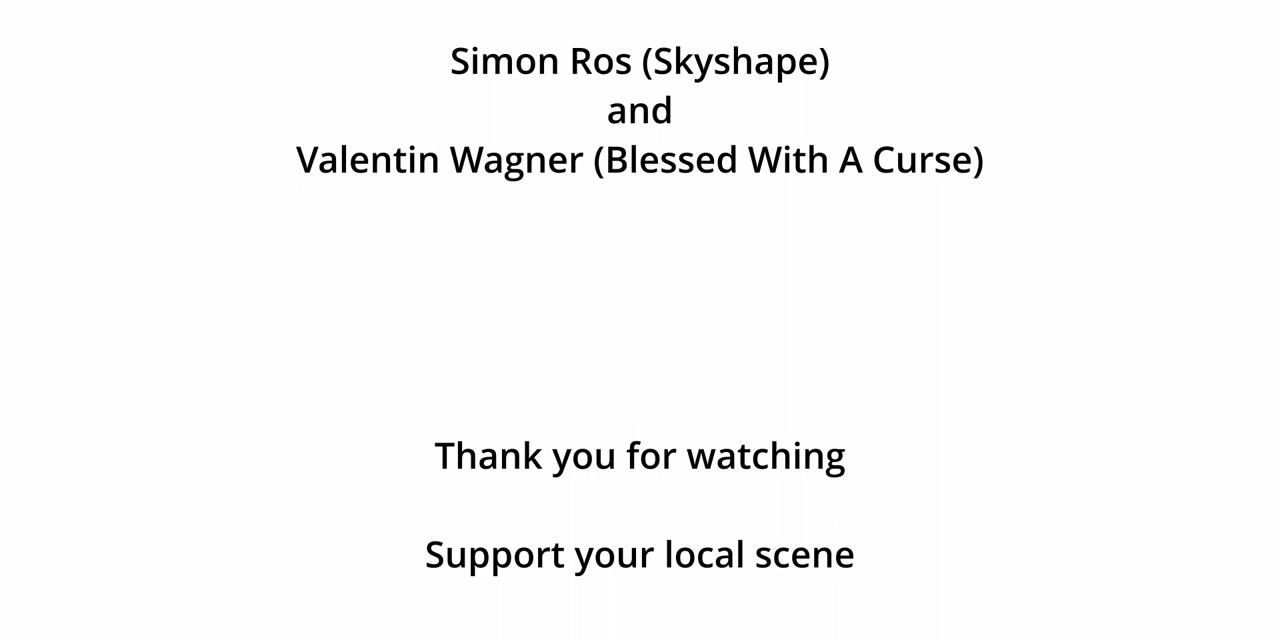 Simon Ros (Skyshape)
and
Valentin Wagner (Blessed With A Curse)
Thank you for watching
Support your local scene